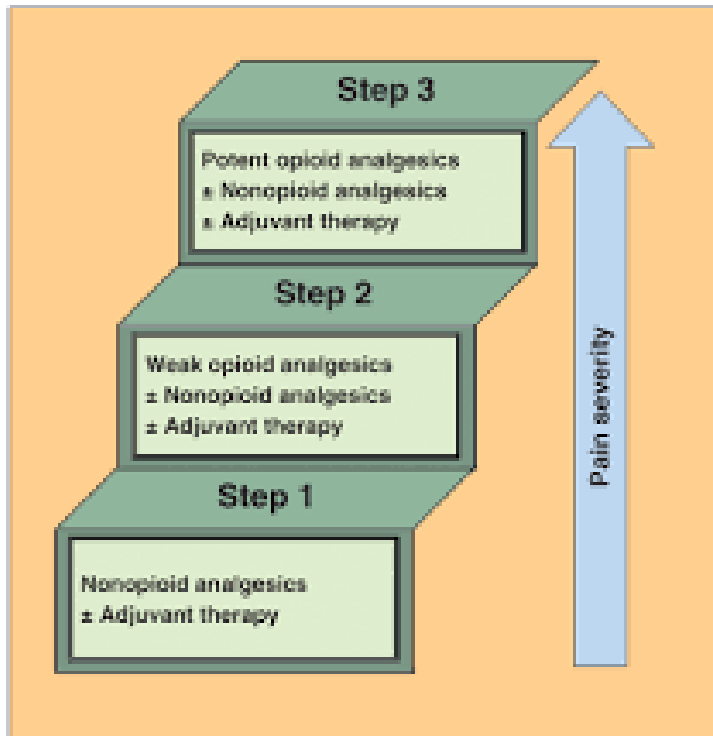 Step 3
Potent opioid analgesics
± Nonopioid analgesics
± Adjuvant therapy
Step 2
Weak opioid analgesics
± Nonopioid analgesics
± Adjuvant therapy
Step 1
Nonopioid analgesics
± Adjuvant therapy
Pain severity